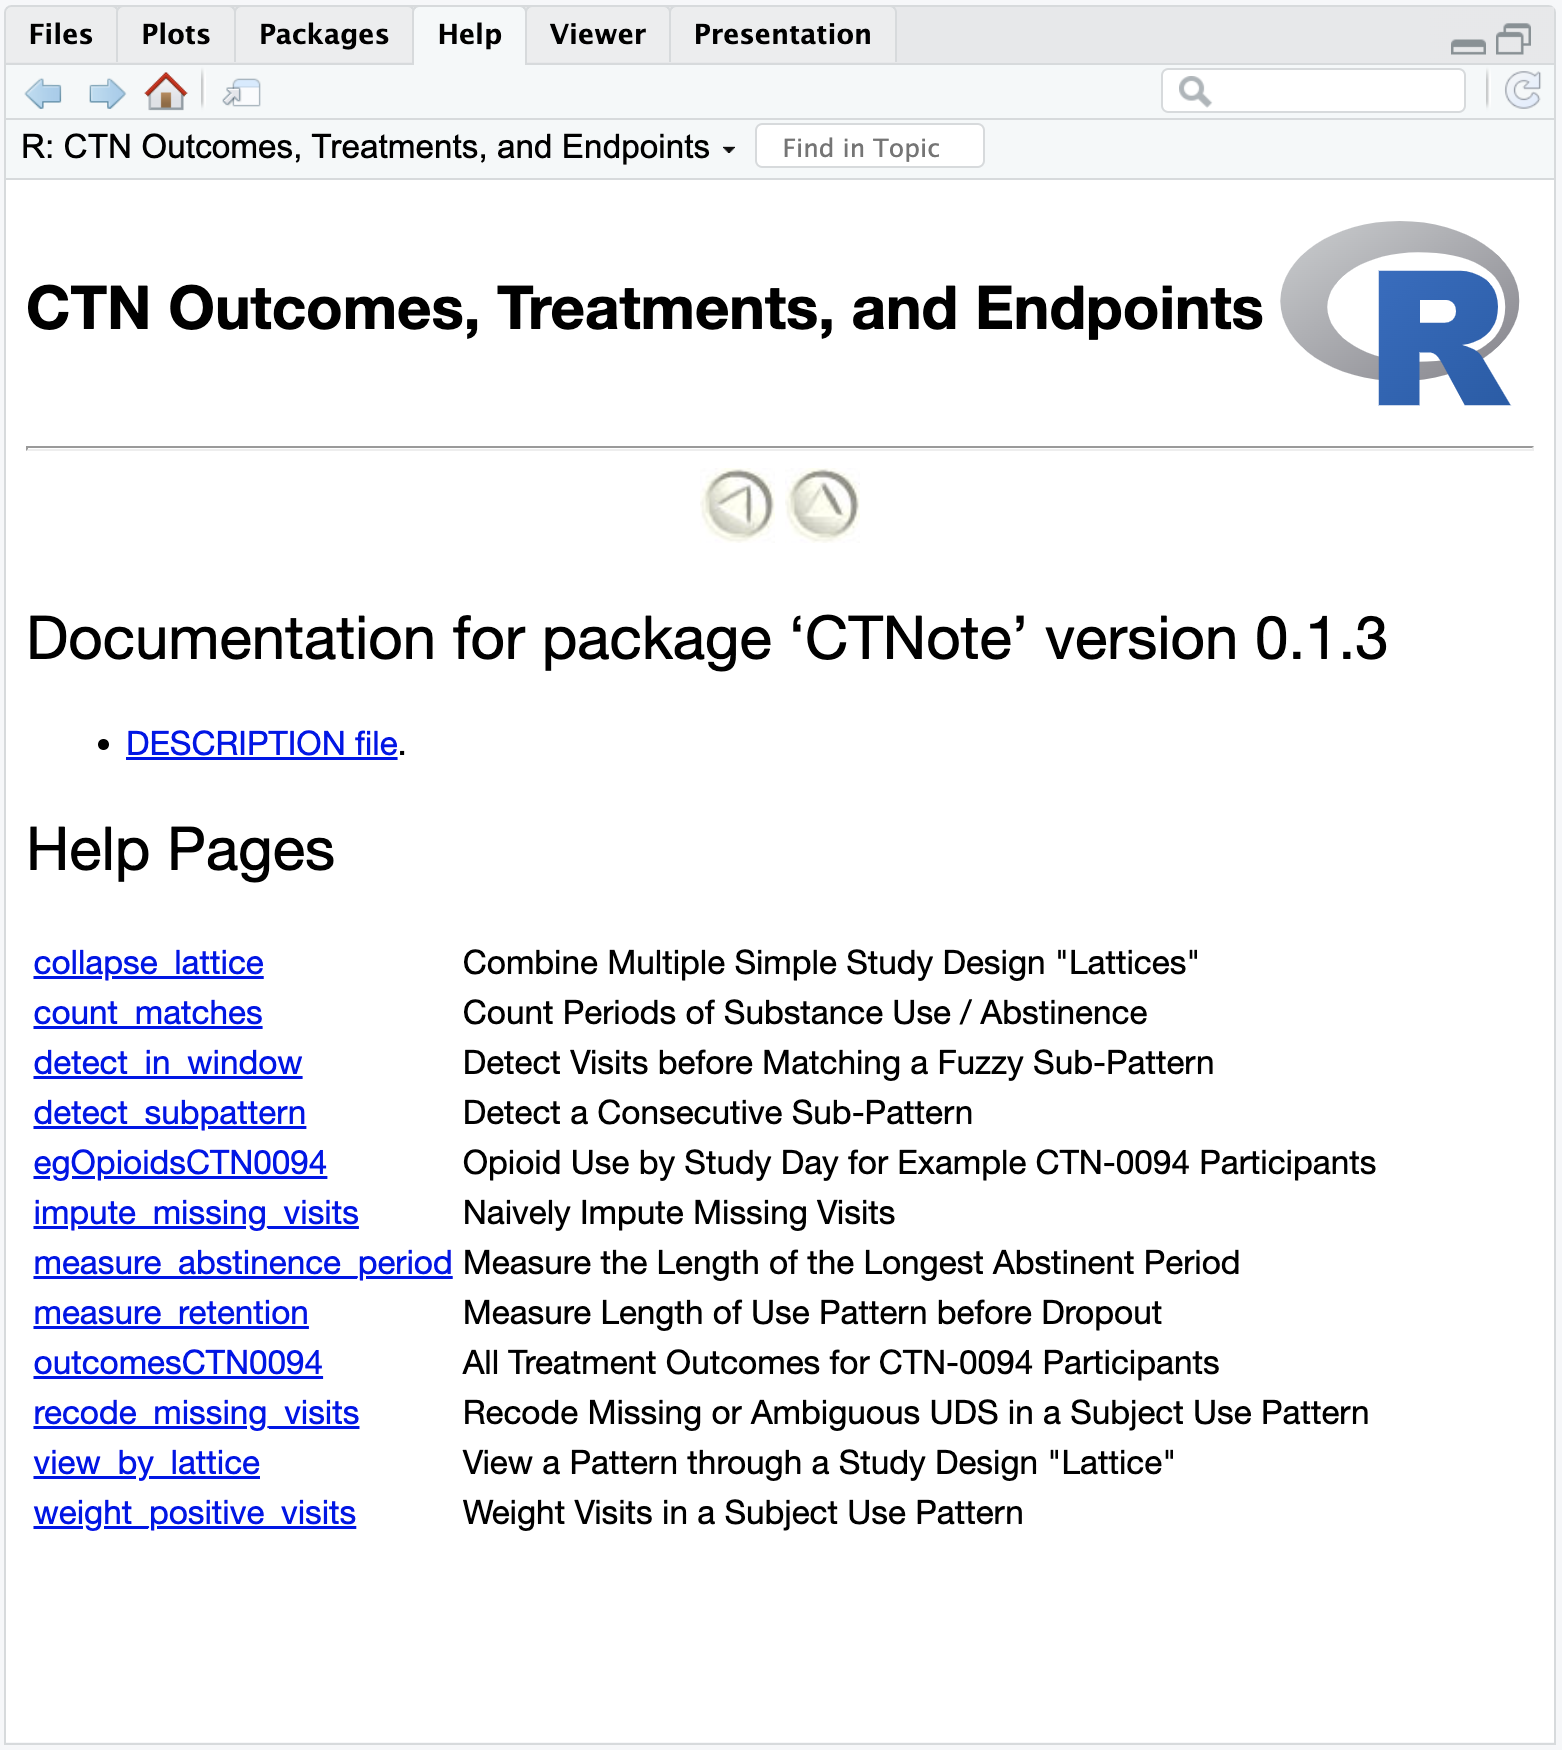 Files Plots Packages Help Viewer Presentation
R: CTN Outcomes, Treatments, and Endpoints Find in Topic
CTN Outcomes, Treatments, and Endpoints R
Documentation for package ‘CTNote’ version 0.1.3
• DESCRIPTION file.
Help Pages
collapse_lattice Combine Multiple Simple Study Design "Lattices"
count_matches Count Periods of Substance Use / Abstinence
detect_in_window Detect Visits before Matching a Fuzzy Sub-Pattern
detect_subpattern Detect a Consecutive Sub-Pattern
egOpioidsCTN0094 Opioid Use by Study Day for Example CTN-0094 Participants
impute_missing_visits Naively Impute Missing Visits
measure_abstinence_period Measure the Length of the Longest Abstinent Period
measure_retention Measure Length of Use Pattern before Dropout
outcomesCTN0094 All Treatment Outcomes for CTN-0094 Participants
recode_missing_visits Recode Missing or Ambiguous UDS in a Subject Use Pattern
view_by_lattice View a Pattern through a Study Design "Lattice"
weight_positive_visits Weight Visits in a Subject Use Pattern